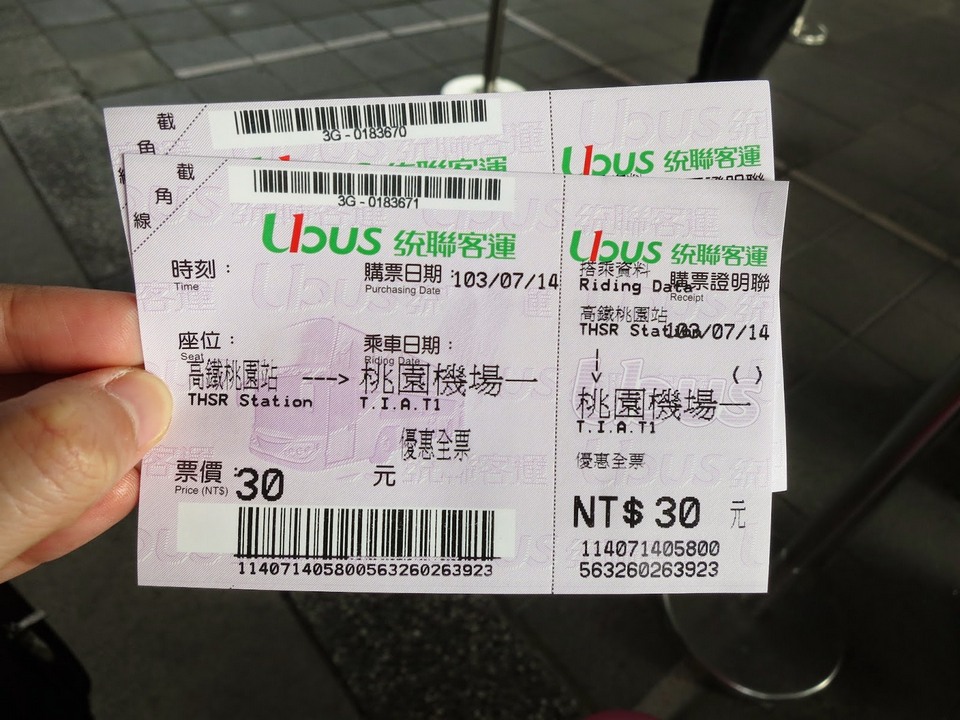 截
角
3G-0183670
Ubus 統聯客運
截
角
線
3G-0183671
Ubus 統聯客運
時刻：
Time
購票日期：103/07/14
Purchasing Date
座位：
Seat
乘車日期：
Riding Date
高鐵桃園站 ---> 桃園機場一
THSR Station T.I.A.T1
優惠全票
票價：30 元
Price (NT$)
114071405800563260263923
Ubus 統聯客運
搭乘資料
Riding Data
購票證明聯
Receipt
高鐵桃園站
THSR Station
103/07/14
( )
桃園機場一
T.I.A.T1
優惠全票
NT$ 30 元
114071405800
563260263923